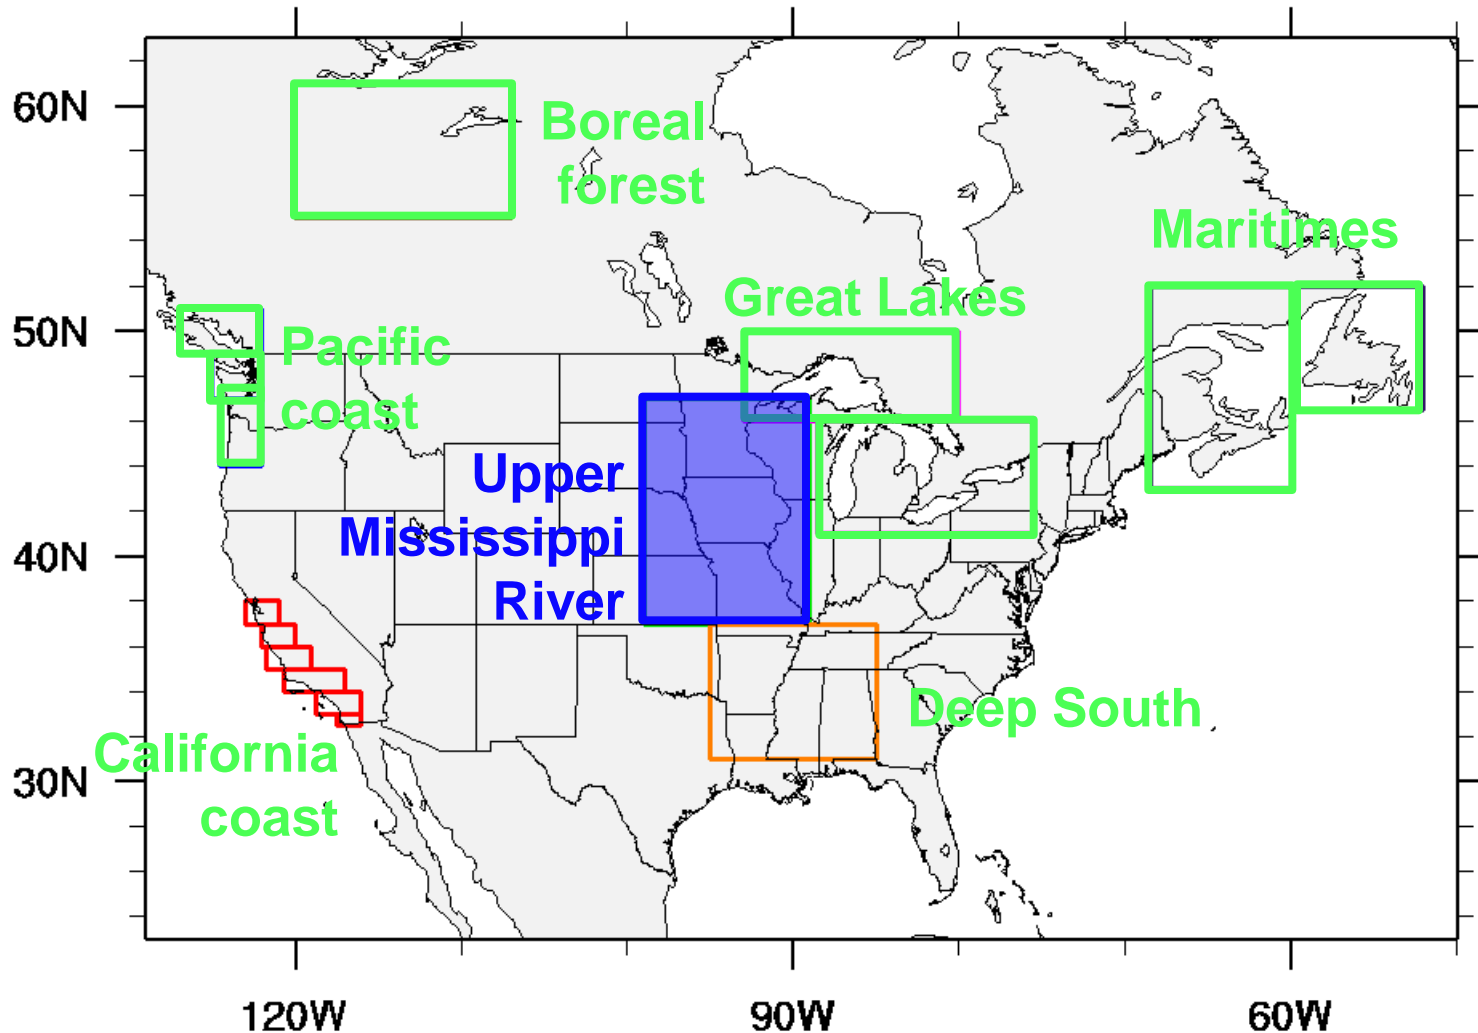 60N
Boreal
forest
Maritimes
Great Lakes
50N
Pacific
coast
Upper
Mississippi
River
40N
Deep South
California
coast
30N
120W
90W
60W